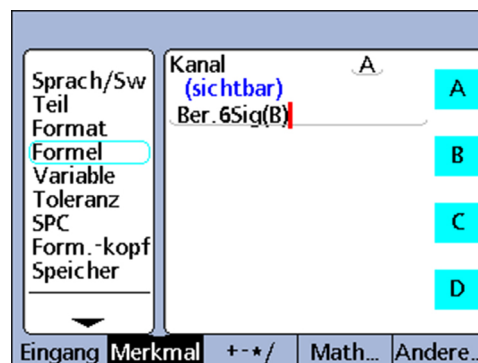 Sprach/Sw
Teil
Format
Formel
Variable
Toleranz
SPC
Form.-kopf
Speicher
Kanal A
(sichtbar)
Ber.6Sig(B)
A
B
C
D
Eingang Merkmal +-*/ Math... Andere..